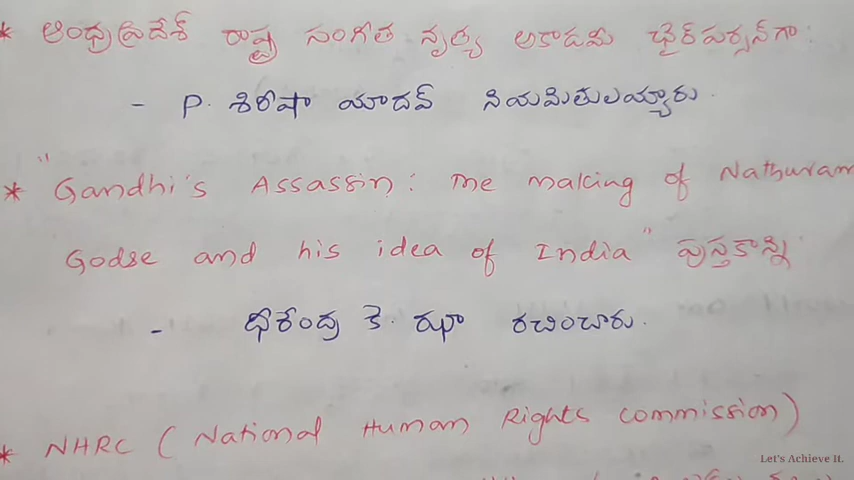 * ఆంధ్రప్రదేశ్ రాష్ట్ర సంగీత నృత్య అకాడమీ ఛైర్‌పర్సన్‌గా
- P. శిరీషా యాదవ్ నియమితులయ్యారు.
* "Gandhi's Assassin: The making of Nathuram
Godse and his idea of India" పుస్తకాన్ని
- ధీరేంద్ర కె. ఝా రచించారు.
* NHRC (National Human Rights Commission)
Let's Achieve It.